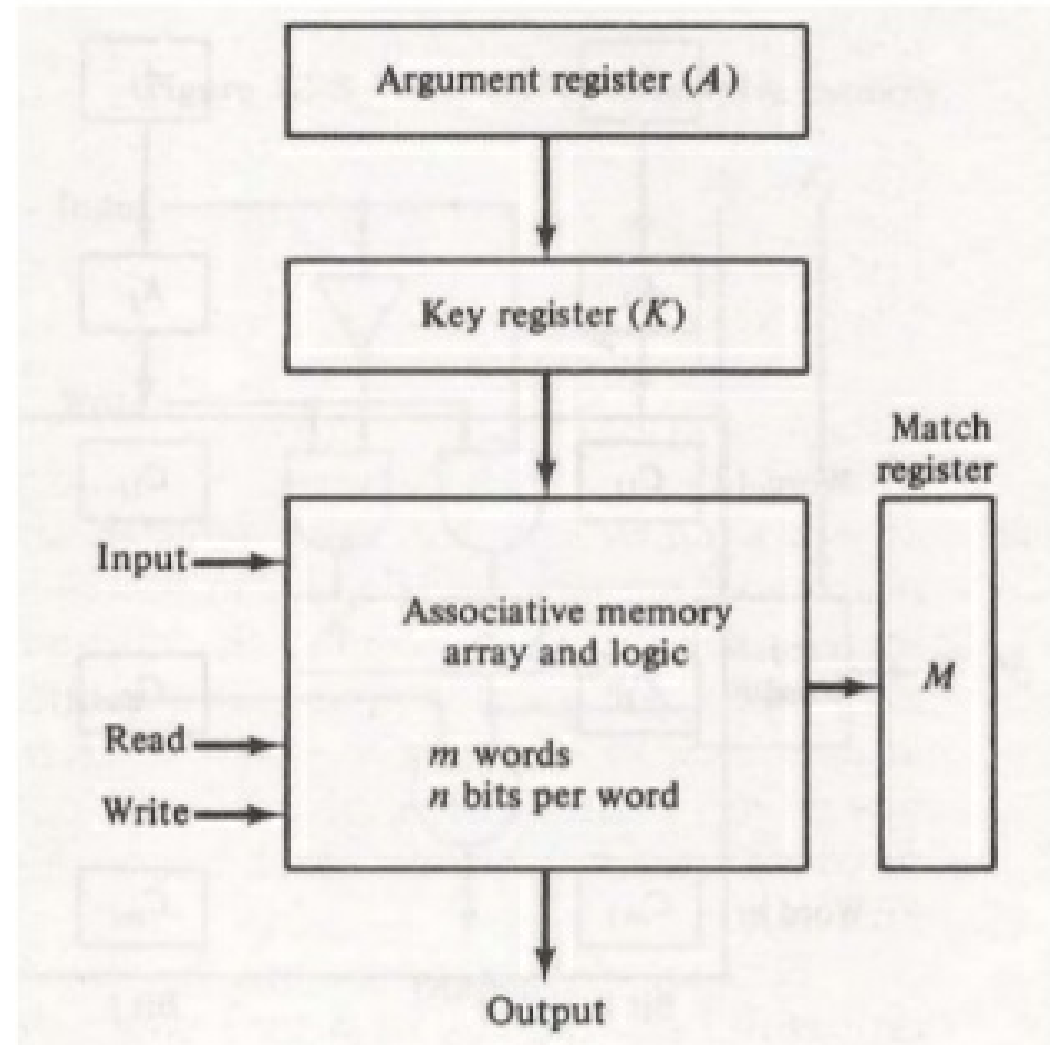 Argument register (A)
Key register (K)
Match
register
Input
Associative memory
array and logic
M
Read
m words
n bits per word
Write
Output